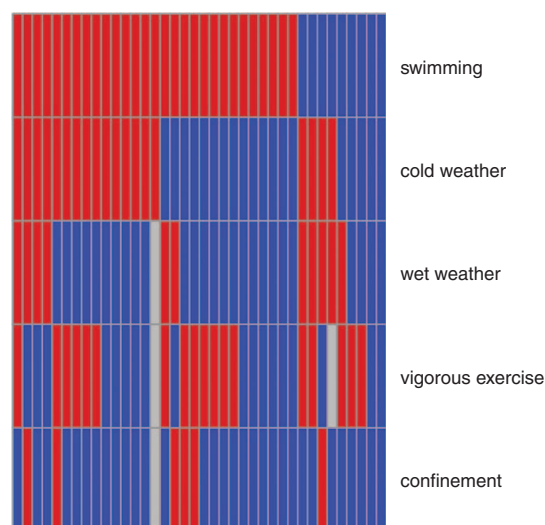 swimming
cold weather
wet weather
vigorous exercise
confinement